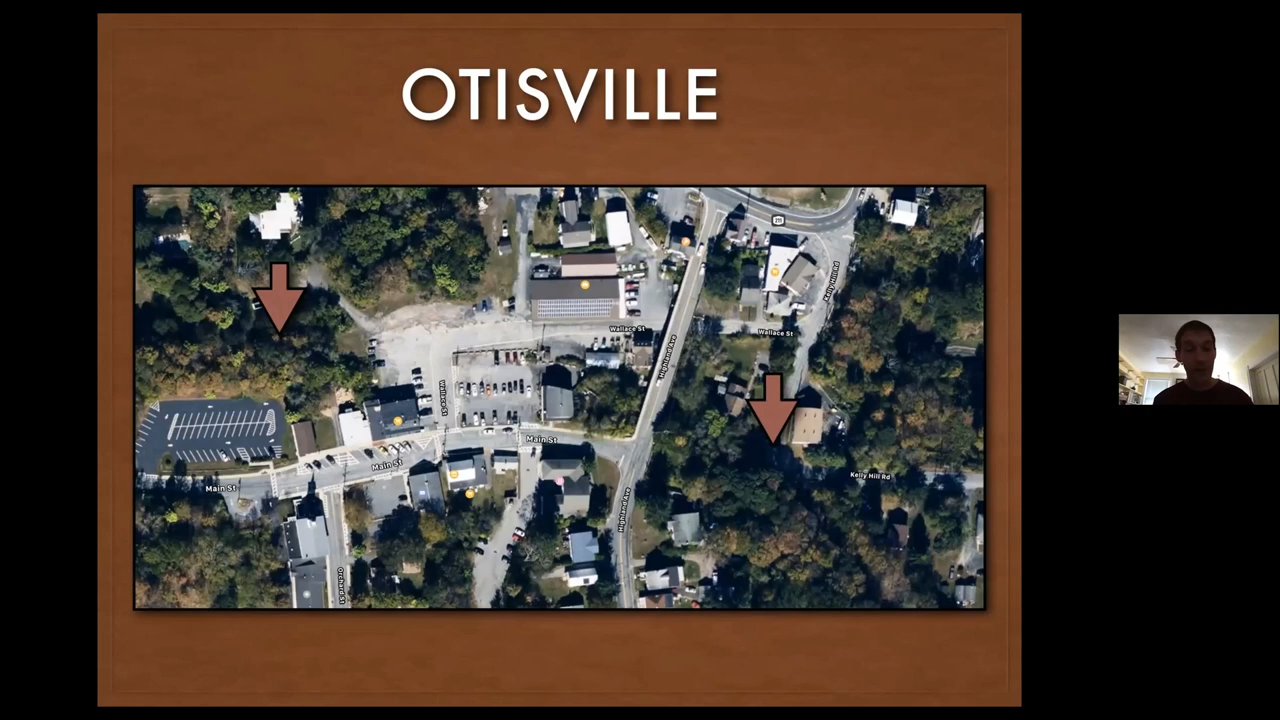 OTISVILLE
211
Kelly Hill Rd
Wallace St
Wallace St
Highland Ave
Wallace St
Main St
Main St
Main St
Kelly Hill Rd
Highland Ave
Orchard St